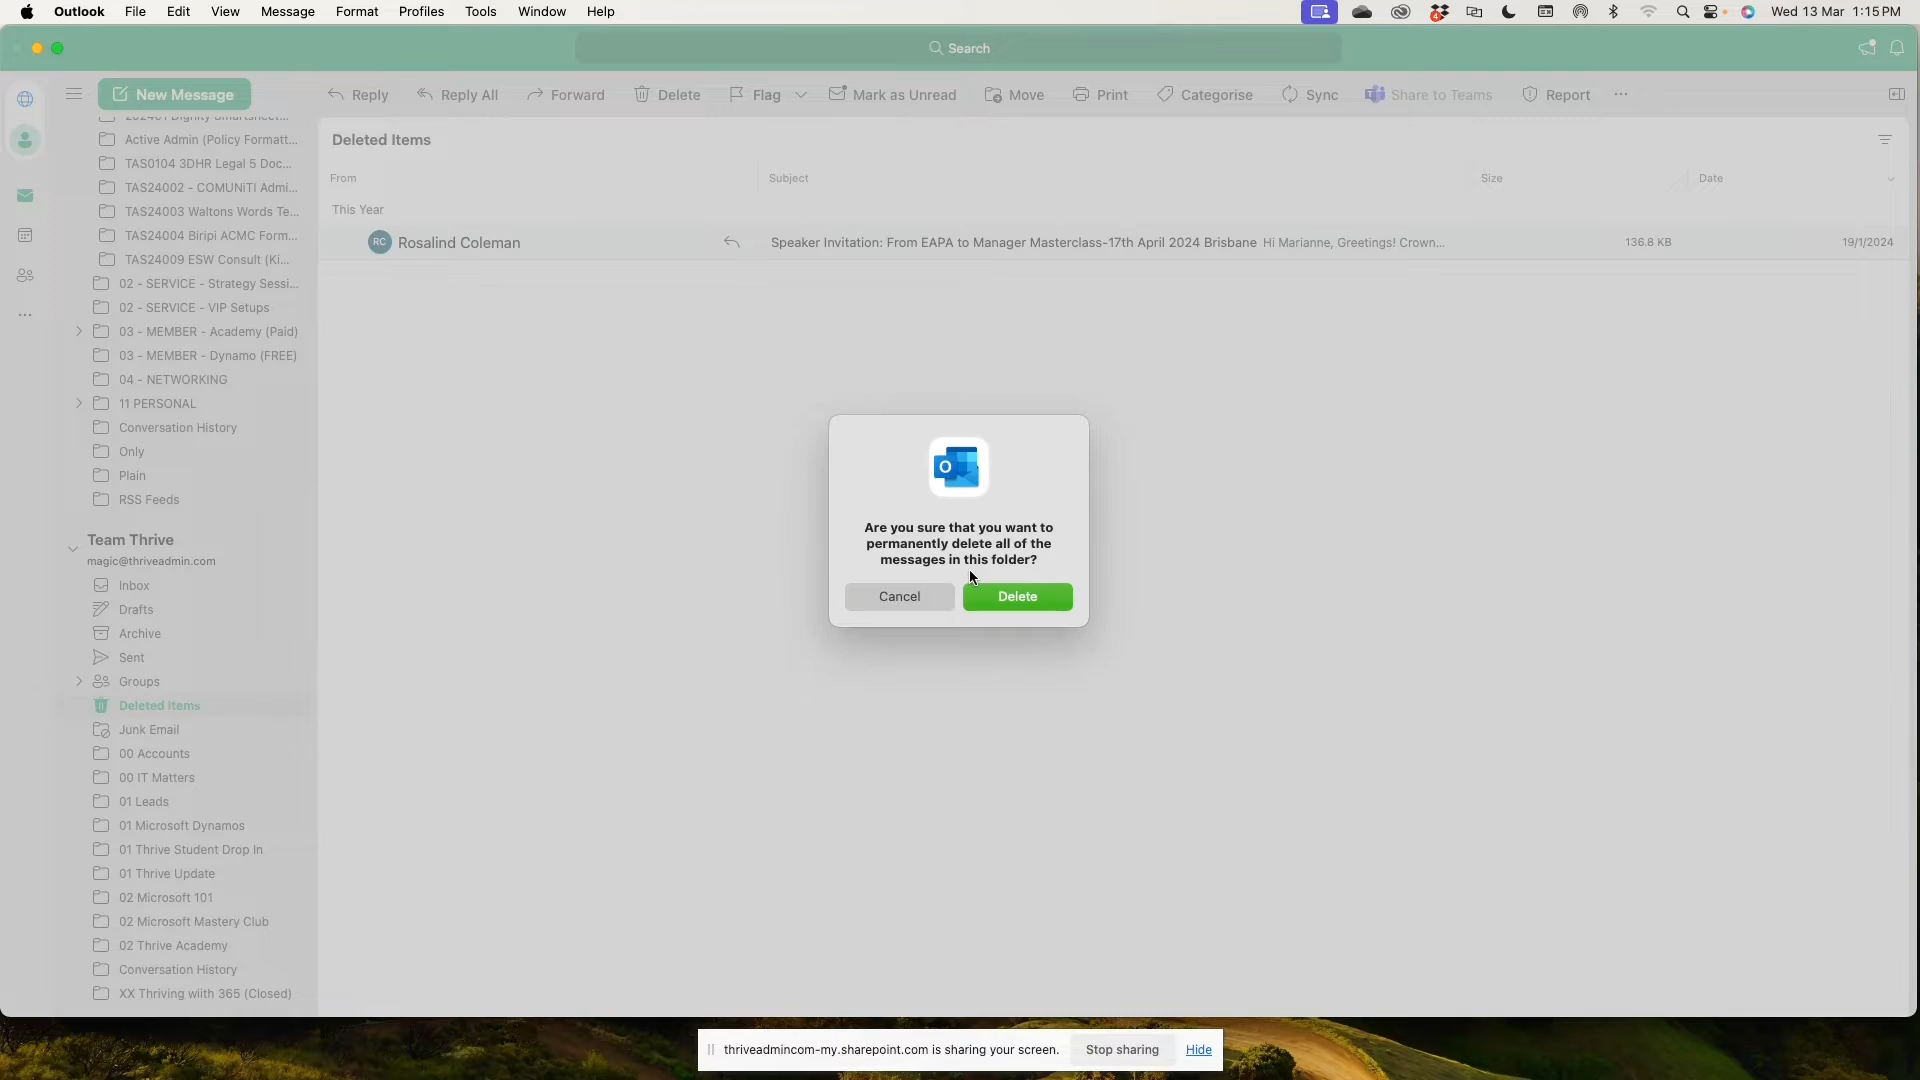 Outlook File Edit View Message Format Profiles Tools Window Help
4
Wed 13 Mar 1:15 PM
Search
New Message
Reply Reply All Forward Delete Flag Mark as Unread Move Print Categorise Sync Share to Teams Report
202401 Dignity Smartsheet...
Active Admin (Policy Formatt...
TAS0104 3DHR Legal 5 Doc...
TAS24002 - COMUNiTI Admi...
TAS24003 Waltons Words Te...
TAS24004 Biripi ACMC Form...
TAS24009 ESW Consult (Ki...
02 - SERVICE - Strategy Sessi...
02 - SERVICE - VIP Setups
03 - MEMBER - Academy (Paid)
03 - MEMBER - Dynamo (FREE)
04 - NETWORKING
11 PERSONAL
Conversation History
Only
Plain
RSS Feeds
Team Thrive
magic@thriveadmin.com
Inbox
Drafts
Archive
Sent
Groups
Deleted Items
Junk Email
00 Accounts
00 IT Matters
01 Leads
01 Microsoft Dynamos
01 Thrive Student Drop In
01 Thrive Update
02 Microsoft 101
02 Microsoft Mastery Club
02 Thrive Academy
Conversation History
XX Thriving wiith 365 (Closed)
Deleted Items
From Subject Size Date
This Year
RC Rosalind Coleman Speaker Invitation: From EAPA to Manager Masterclass-17th April 2024 Brisbane Hi Marianne, Greetings! Crown... 136.8 KB 19/1/2024
O
Are you sure that you want to
permanently delete all of the
messages in this folder?
Cancel Delete
thriveadmincom-my.sharepoint.com is sharing your screen. Stop sharing Hide